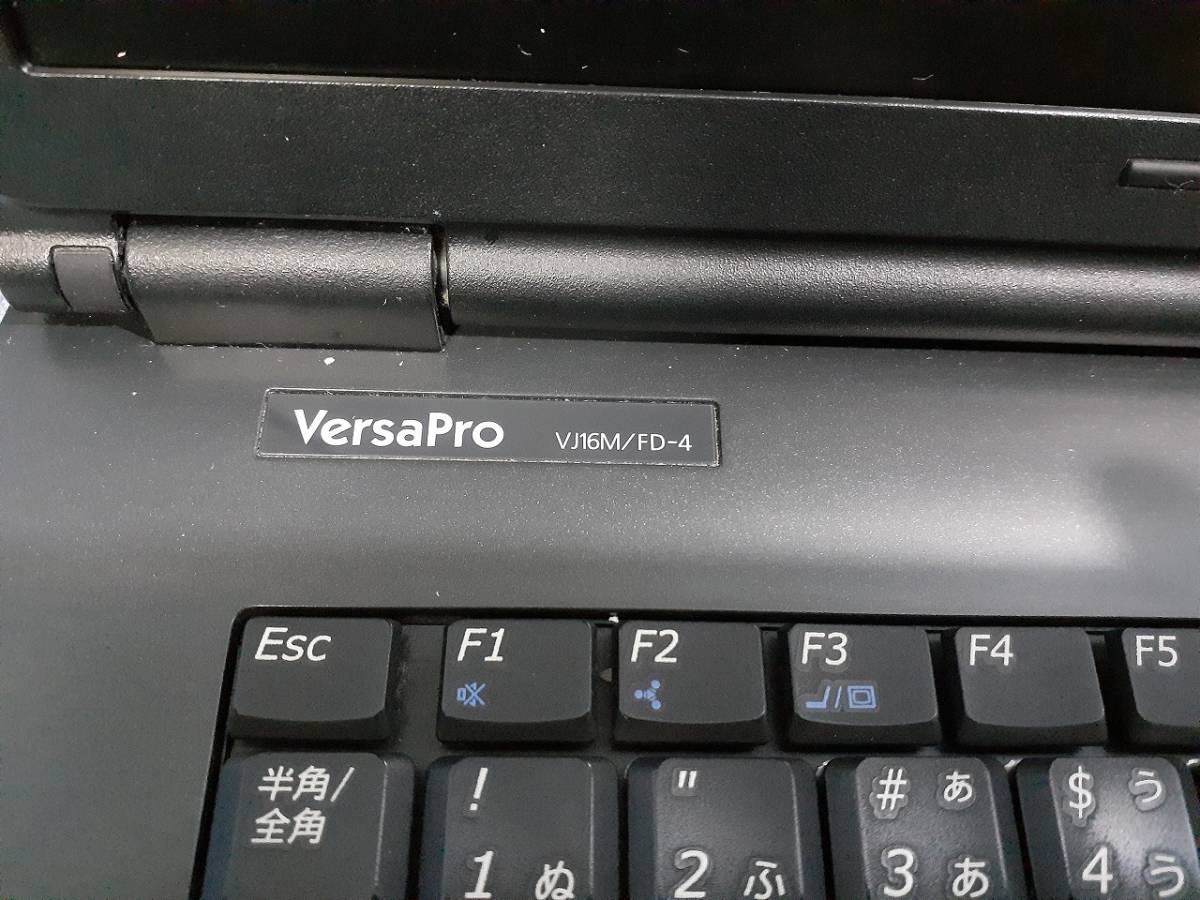 VersaPro VJ16M/FD-4
Esc F1 F2 F3 F4 F5
半角/ ! " # ぁ $ ぅ
全角 1 ぬ 2 ふ 3 あ 4 う